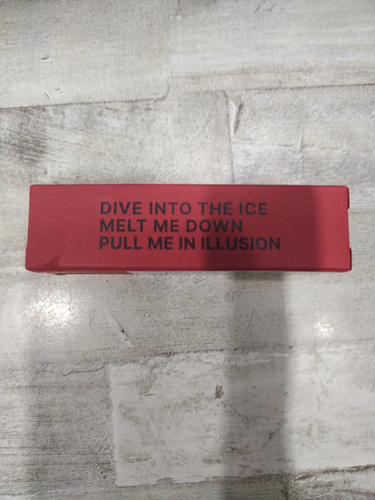 DIVE INTO THE ICE
MELT ME DOWN
PULL ME IN ILLUSION